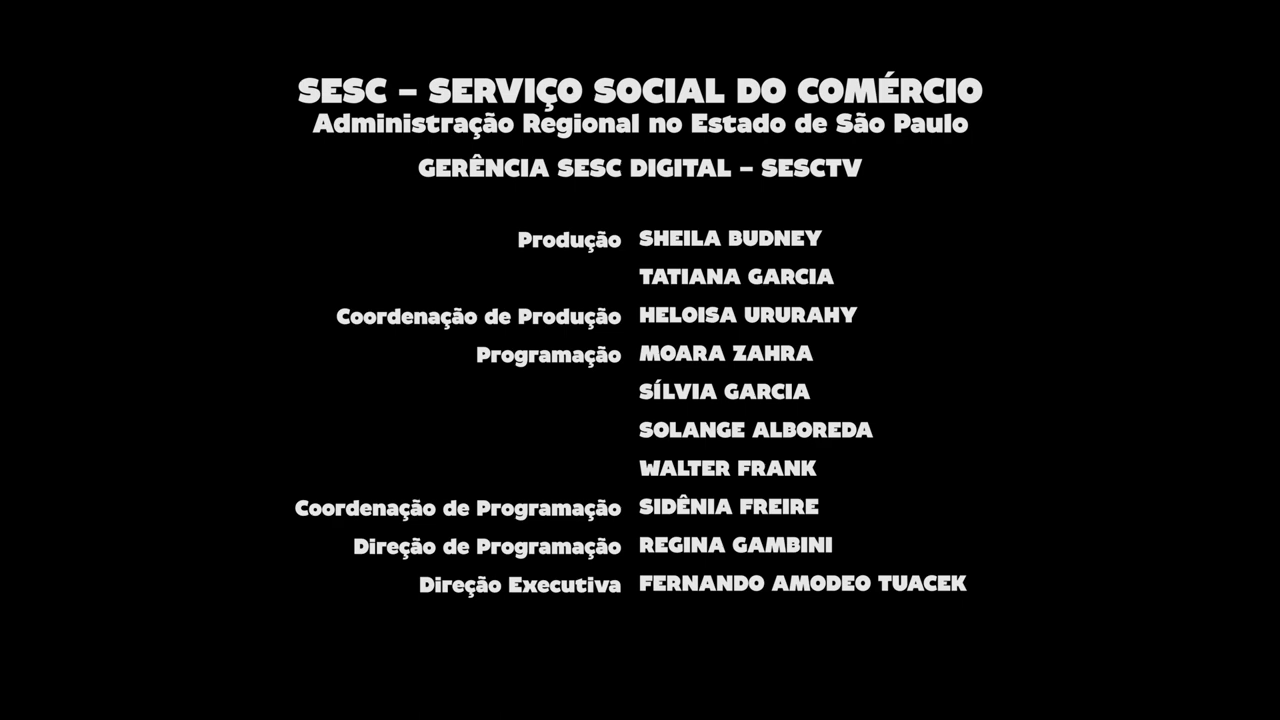 SESC – SERVIÇO SOCIAL DO COMÉRCIO
Administração Regional no Estado de São Paulo
GERÊNCIA SESC DIGITAL – SESCTV
Produção SHEILA BUDNEY
TATIANA GARCIA
Coordenação de Produção HELOISA URURAHY
Programação MOARA ZAHRA
SÍLVIA GARCIA
SOLANGE ALBOREDA
WALTER FRANK
Coordenação de Programação SIDÊNIA FREIRE
Direção de Programação REGINA GAMBINI
Direção Executiva FERNANDO AMODEO TUACEK